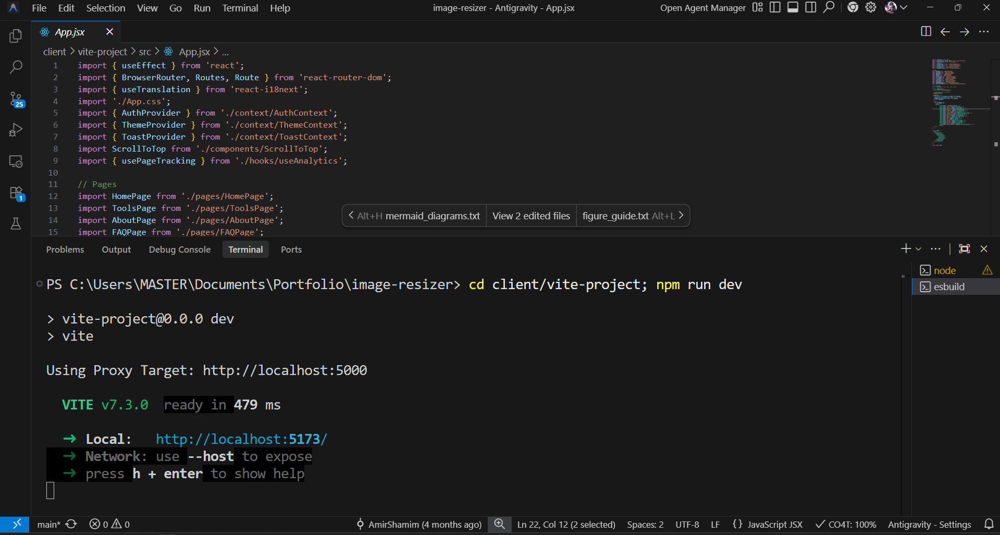 File Edit Selection View Go Run Terminal Help
image-resizer - Antigravity - App.jsx
Open Agent Manager
App.jsx
client > vite-project > src > App.jsx > ...
1 import { useEffect } from 'react';
2 import { BrowserRouter, Routes, Route } from 'react-router-dom';
3 import { useTranslation } from 'react-i18next';
4 import './App.css';
5 import { AuthProvider } from './context/AuthContext';
6 import { ThemeProvider } from './context/ThemeContext';
7 import { ToastProvider } from './context/ToastContext';
8 import ScrollToTop from './components/ScrollToTop';
9 import { usePageTracking } from './hooks/useAnalytics';
10
11 // Pages
12 import HomePage from './pages/HomePage';
13 import ToolsPage from './pages/ToolsPage';
14 import AboutPage from './pages/AboutPage';
15 import FAQPage from './pages/FAQPage';
25
1
< Alt+H mermaid_diagrams.txt View 2 edited files figure_guide.txt Alt+L >
Problems Output Debug Console Terminal Ports
node
esbuild
PS C:\Users\MASTER\Documents\Portfolio\image-resizer> cd client/vite-project; npm run dev
> vite-project@0.0.0 dev
> vite
Using Proxy Target: http://localhost:5000
VITE v7.3.0 ready in 479 ms
➜ Local: http://localhost:5173/
➜ Network: use --host to expose
➜ press h + enter to show help
main* 0 0
AmirShamim (4 months ago) Ln 22, Col 12 (2 selected) Spaces: 2 UTF-8 LF {} JavaScript JSX ✓ CO4T: 100% Antigravity - Settings